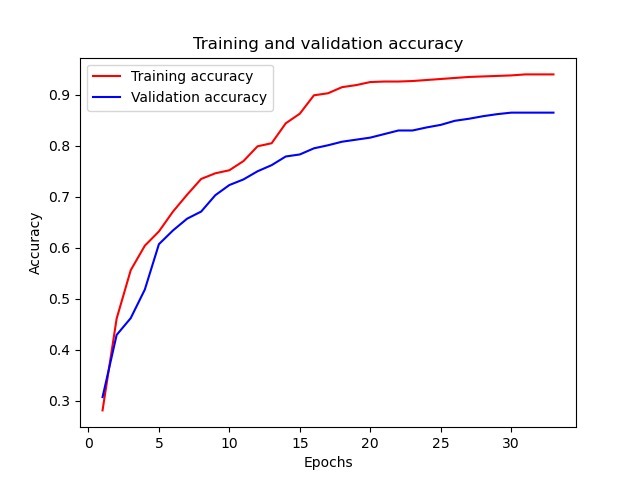 Training and validation accuracy
Training accuracy
Validation accuracy
Accuracy
0.9
0.8
0.7
0.6
0.5
0.4
0.3
0 5 10 15 20 25 30
Epochs